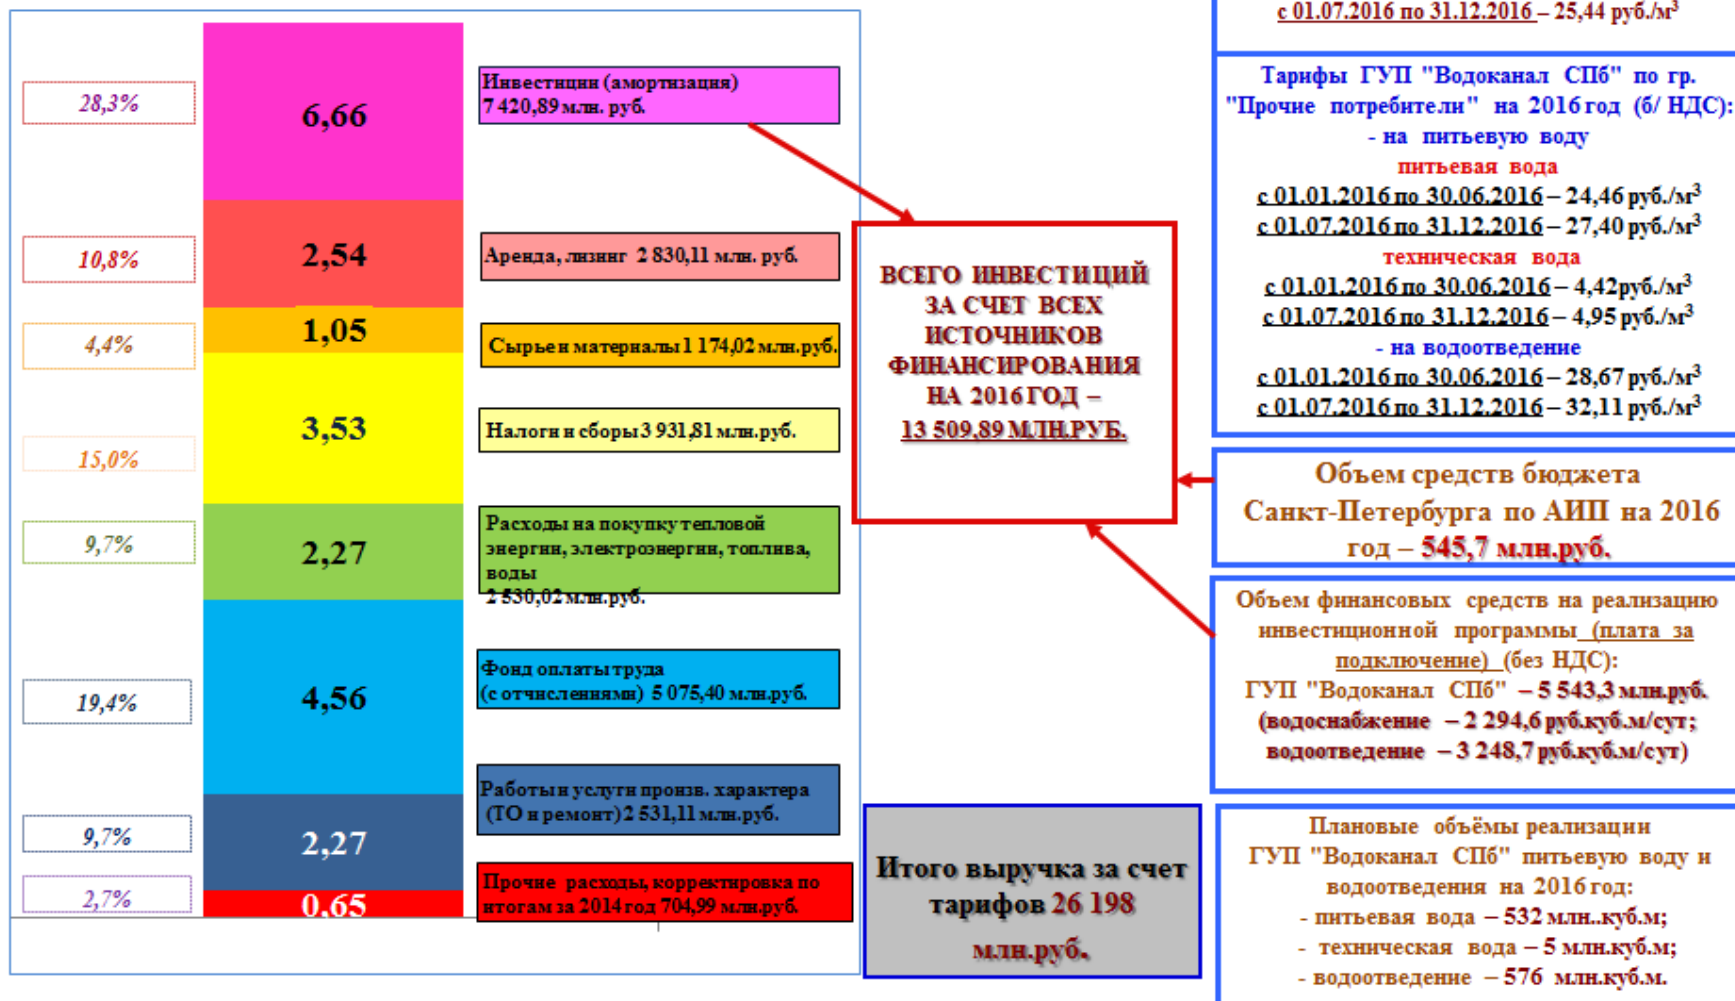 28,3%
6,66
Инвестиции (амортизация)
7 420,89 млн. руб.
10,8%
2,54
Аренда, лизинг 2 830,11 млн. руб.
4,4%
1,05
Сырье и материалы 1 174,02 млн.руб.
15,0%
3,53
Налоги и сборы 3 931,81 млн.руб.
9,7%
2,27
Расходы на покупку тепловой
энергии, электроэнергии, топлива,
воды
2 530,02 млн.руб.
19,4%
4,56
Фонд оплаты труда
(с отчислениями) 5 075,40 млн.руб.
9,7%
2,27
Работы и услуги произв. характера
(ТО и ремонт) 2 531,11 млн.руб.
2,7%
0,65
Прочие расходы, корректировка по
итогам за 2014 год 704,99 млн.руб.
ВСЕГО ИНВЕСТИЦИЙ
ЗА СЧЕТ ВСЕХ
ИСТОЧНИКОВ
ФИНАНСИРОВАНИЯ
НА 2016 ГОД –
13 509,89 МЛН.РУБ.
Итого выручка за счет
тарифов 26 198
млн.руб.
с 01.07.2016 по 31.12.2016 – 25,44 руб./м³
Тарифы ГУП "Водоканал СПб" по гр.
"Прочие потребители" на 2016 год (б/ НДС):
- на питьевую воду
питьевая вода
с 01.01.2016 по 30.06.2016 – 24,46 руб./м³
с 01.07.2016 по 31.12.2016 – 27,40 руб./м³
техническая вода
с 01.01.2016 по 30.06.2016 – 4,42руб./м³
с 01.07.2016 по 31.12.2016 – 4,95 руб./м³
- на водоотведение
с 01.01.2016 по 30.06.2016 – 28,67 руб./м³
с 01.07.2016 по 31.12.2016 – 32,11 руб./м³
Объем средств бюджета
Санкт-Петербурга по АИП на 2016
год – 545,7 млн.руб.
Объем финансовых средств на реализацию
инвестиционной программы (плата за
подключение) (без НДС):
ГУП "Водоканал СПб" – 5 543,3 млн.руб.
(водоснабжение – 2 294,6 руб.куб.м/сут;
водоотведение – 3 248,7 руб.куб.м/сут)
Плановые объёмы реализации
ГУП "Водоканал СПб" питьевую воду и
водоотведения на 2016 год:
- питьевая вода – 532 млн..куб.м;
- техническая вода – 5 млн.куб.м;
- водоотведение – 576 млн.куб.м.